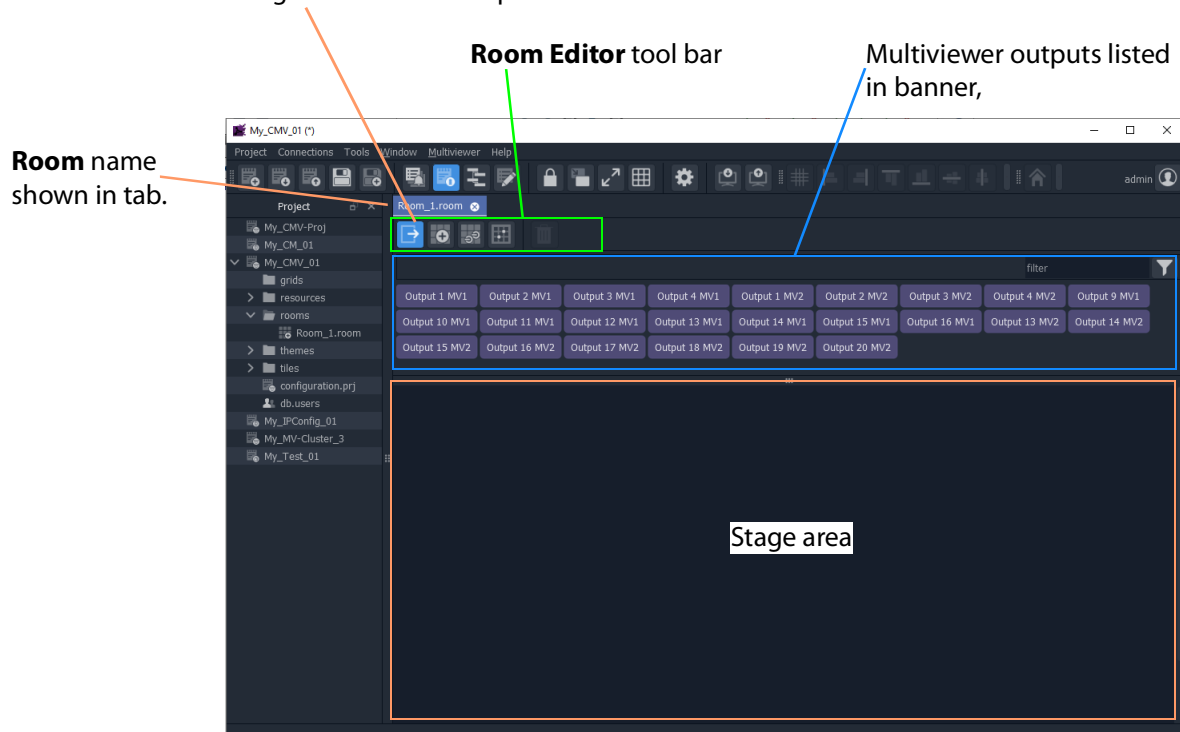 Room Editor tool bar
Multiviewer outputs listed
in banner,
Room name
shown in tab.
My_CMV_01 (*)
Project Connections Tools Window Multiviewer Help
admin
Project
Room_1.room
My_CMV-Proj
My_CM_01
My_CMV_01
grids
resources
rooms
Room_1.room
themes
tiles
configuration.prj
db.users
My_IPConfig_01
My_MV-Cluster_3
My_Test_01
filter
Output 1 MV1 Output 2 MV1 Output 3 MV1 Output 4 MV1 Output 1 MV2 Output 2 MV2 Output 3 MV2 Output 4 MV2 Output 9 MV1
Output 10 MV1 Output 11 MV1 Output 12 MV1 Output 13 MV1 Output 14 MV1 Output 15 MV1 Output 16 MV1 Output 13 MV2 Output 14 MV2
Output 15 MV2 Output 16 MV2 Output 17 MV2 Output 18 MV2 Output 19 MV2 Output 20 MV2
Stage area